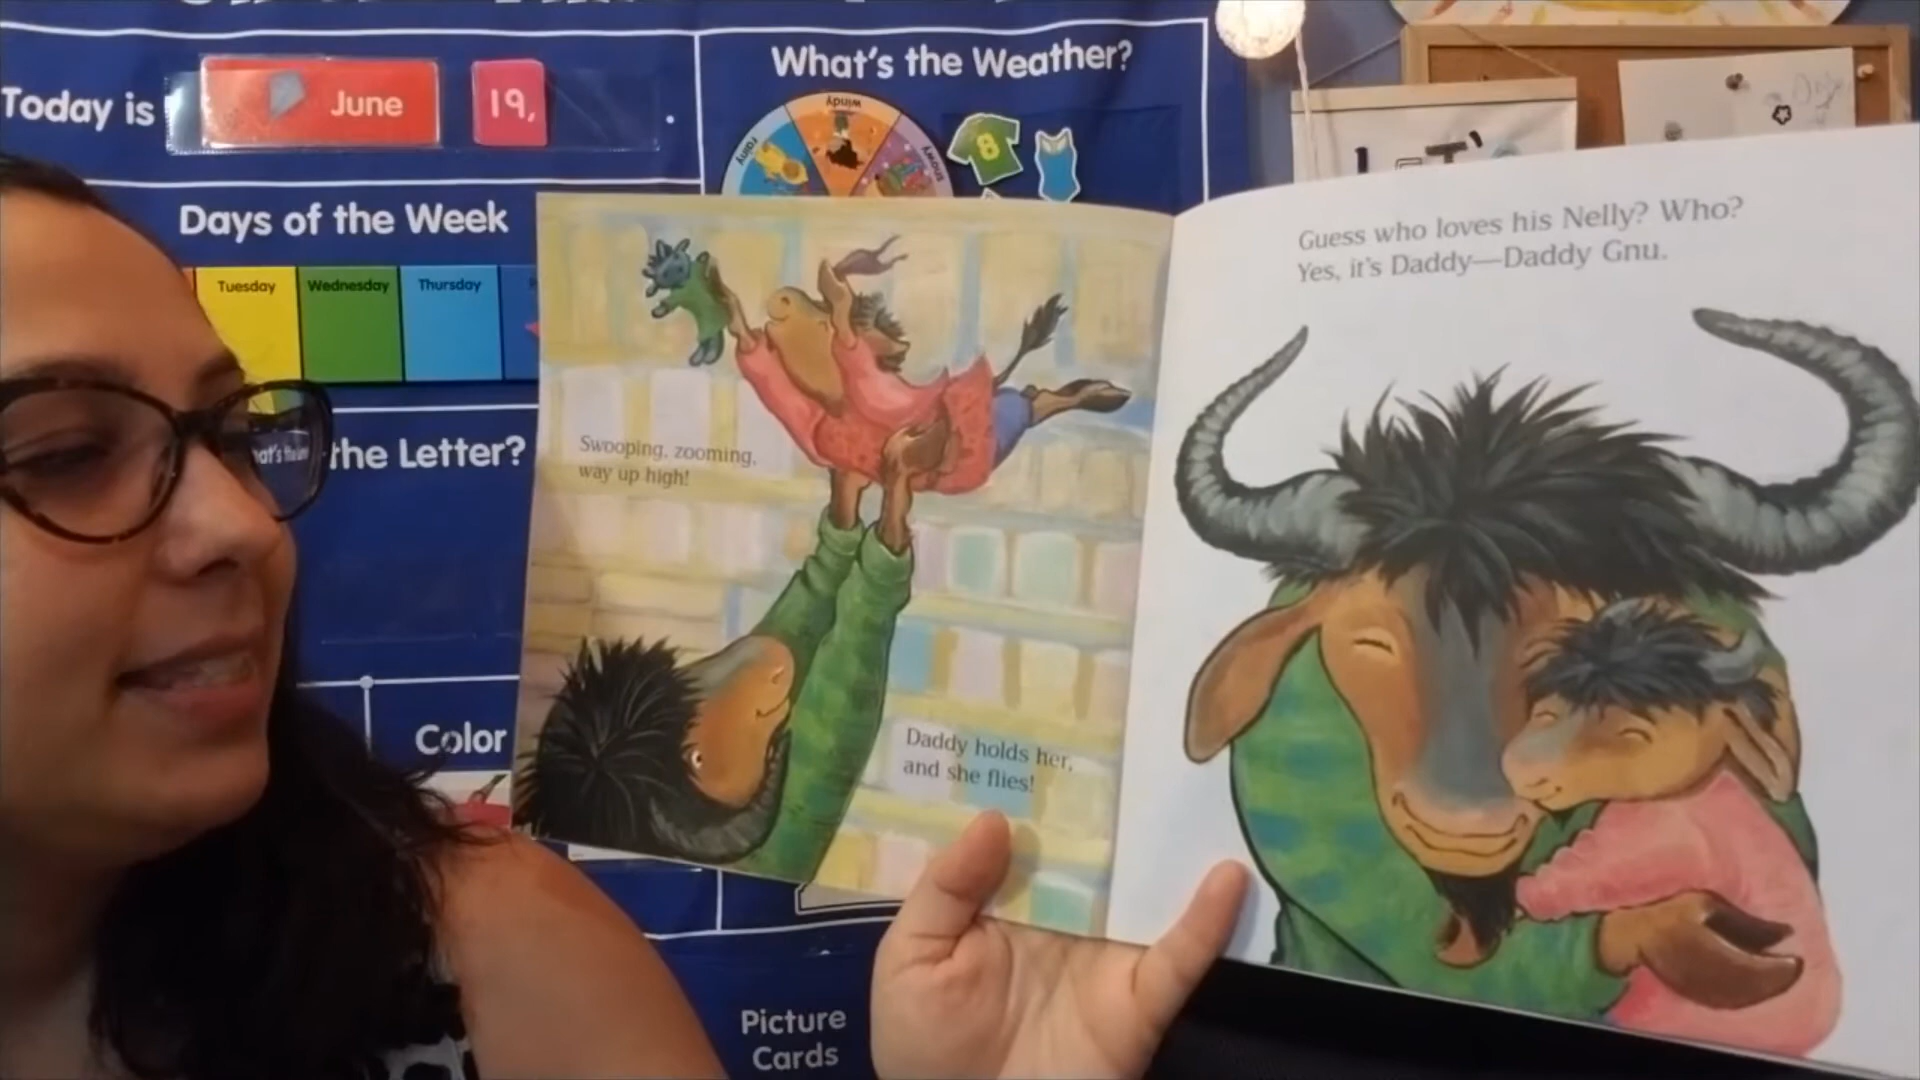 Today is June 19, .
What's the Weather?
rainy
windy
snowy
8
Days of the Week
Tuesday Wednesday Thursday
the Letter?
Color
Picture
Cards
Swooping, zooming,
way up high!
Daddy holds her,
and she flies!
Guess who loves his Nelly? Who?
Yes, it's Daddy—Daddy Gnu.